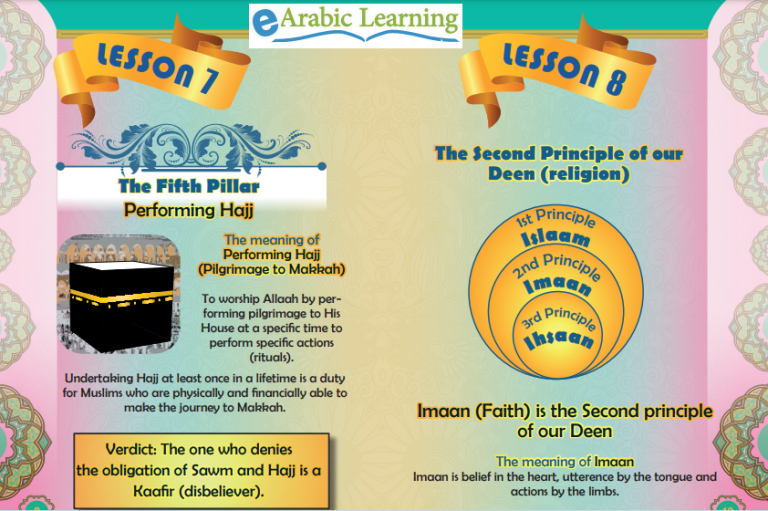 eArabic Learning
LESSON 7
The Fifth Pillar
Performing Hajj
The meaning of
Performing Hajj
(Pilgrimage to Makkah)
To worship Allaah by per-
forming pilgrimage to His
House at a specific time to
perform specific actions
(rituals).
Undertaking Hajj at least once in a lifetime is a duty
for Muslims who are physically and financially able to
make the journey to Makkah.
Verdict: The one who denies
the obligation of Sawm and Hajj is a
Kaafir (disbeliever).
LESSON 8
The Second Principle of our
Deen (religion)
1st Principle
Islaam
2nd Principle
Imaan
3rd Principle
Ihsaan
Imaan (Faith) is the Second principle
of our Deen
The meaning of Imaan
Imaan is belief in the heart, utterence by the tongue and
actions by the limbs.